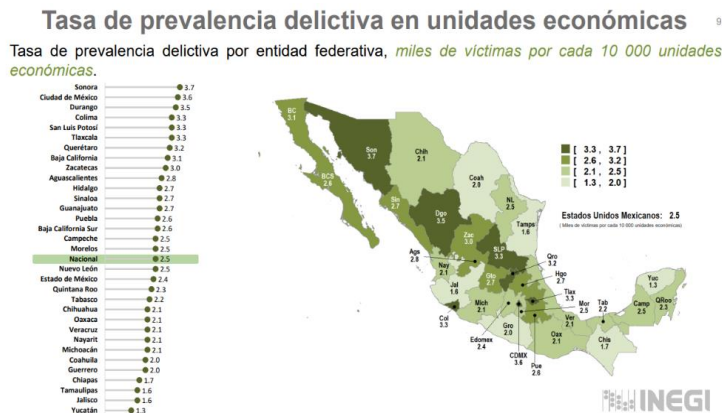 Tasa de prevalencia delictiva en unidades económicas
9
Tasa de prevalencia delictiva por entidad federativa, miles de víctimas por cada 10 000 unidades
económicas.
Sonora 3.7
Ciudad de México 3.6
Durango 3.5
Colima 3.3
San Luis Potosí 3.3
Tlaxcala 3.3
Querétaro 3.2
Baja California 3.1
Zacatecas 3.0
Aguascalientes 2.8
Hidalgo 2.7
Sinaloa 2.7
Guanajuato 2.7
Puebla 2.6
Baja California Sur 2.6
Campeche 2.5
Morelos 2.5
Nacional 2.5
Nuevo León 2.5
Estado de México 2.4
Quintana Roo 2.3
Tabasco 2.2
Chihuahua 2.1
Oaxaca 2.1
Veracruz 2.1
Nayarit 2.1
Michoacán 2.1
Coahuila 2.0
Guerrero 2.0
Chiapas 1.7
Tamaulipas 1.6
Jalisco 1.6
Yucatán 1.3
BC
3.1
Son
3.7
Chih
2.1
BCS
2.6
Coah
Sin
2.7
Dgo
3.5
NL
2.5
Tamps
1.6
Zac
3.0
SLP
3.3
Ags
2.8
Nay
2.1
Jal
1.6
Gto
2.7
Qro
3.2
Hgo
2.7
Tlax
3.3
Mor
2.5
Col
3.3
Mich
2.1
Edomex
2.4
Gro
2.0
CDMX
3.6
Pue
2.6
Ver
2.1
Oax
2.1
Tab
2.2
Chis
1.7
Camp
2.5
Yuc
1.3
QRoo
2.3
[ 3.3 , 3.7 ]
[ 2.6 , 3.2 ]
[ 2.1 , 2.5 ]
[ 1.3 , 2.0 ]
Estados Unidos Mexicanos: 2.5
( Miles de víctimas por cada 10 000 unidades económicas)
INEGI